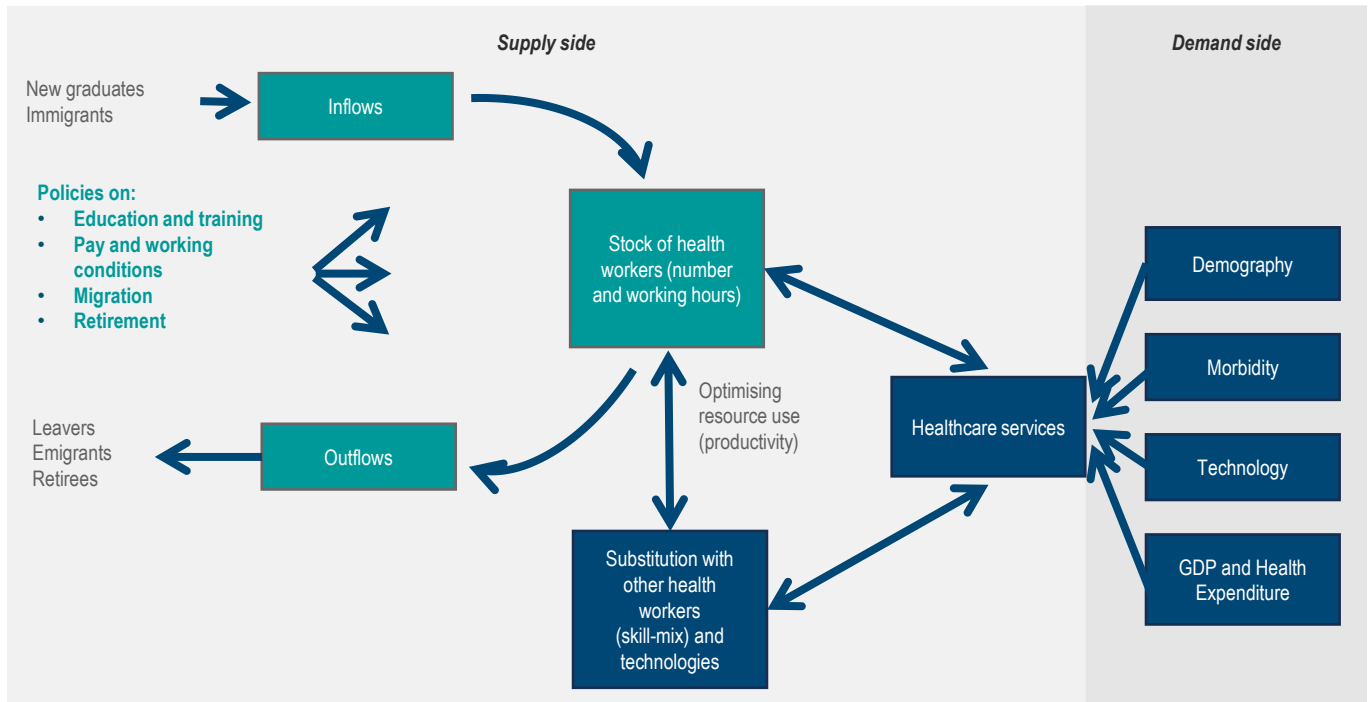 Supply side
Demand side
New graduates
Immigrants
Inflows
Policies on:
• Education and training
• Pay and working
conditions
• Migration
• Retirement
Stock of health
workers (number
and working hours)
Demography
Morbidity
Optimising
resource use
(productivity)
Healthcare services
Leavers
Emigrants
Retirees
Outflows
Technology
Substitution with
other health
workers
(skill-mix) and
technologies
GDP and Health
Expenditure